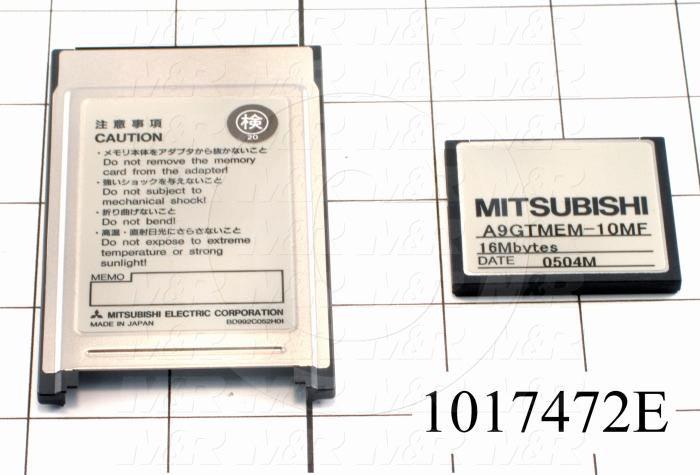 注意事項
CAUTION
検
20
・メモリ本体をアダプタから抜かないこと
Do not remove the memory
card from the adapter!
・強いショックを与えないこと
Do not subject to
mechanical shock!
・折り曲げないこと
Do not bend!
・高温・直射日光にさらさないこと
Do not expose to extreme
temperature or strong
sunlight!
MEMO
MITSUBISHI ELECTRIC CORPORATION
MADE IN JAPAN BD992C052H01
MITSUBISHI
A9GTMEM-10MF
16Mbytes
DATE 0504M
1017472E
M&R